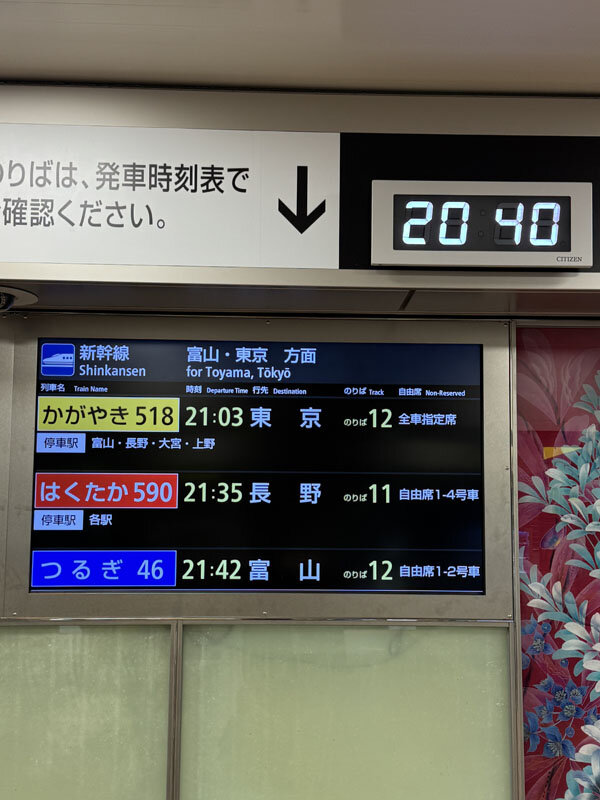 りばは、発車時刻表で
確認ください。
↓
20:40
CITIZEN
新幹線 富山・東京 方面
Shinkansen for Toyama, Tōkyō
列車名 Train Name 時刻 Departure Time 行先 Destination のりば Track 自由席 Non-Reserved
かがやき 518 21:03 東京 のりば12 全車指定席
停車駅 富山・長野・大宮・上野
はくたか 590 21:35 長野 のりば11 自由席1-4号車
停車駅 各駅
つるぎ 46 21:42 富山 のりば12 自由席1-2号車